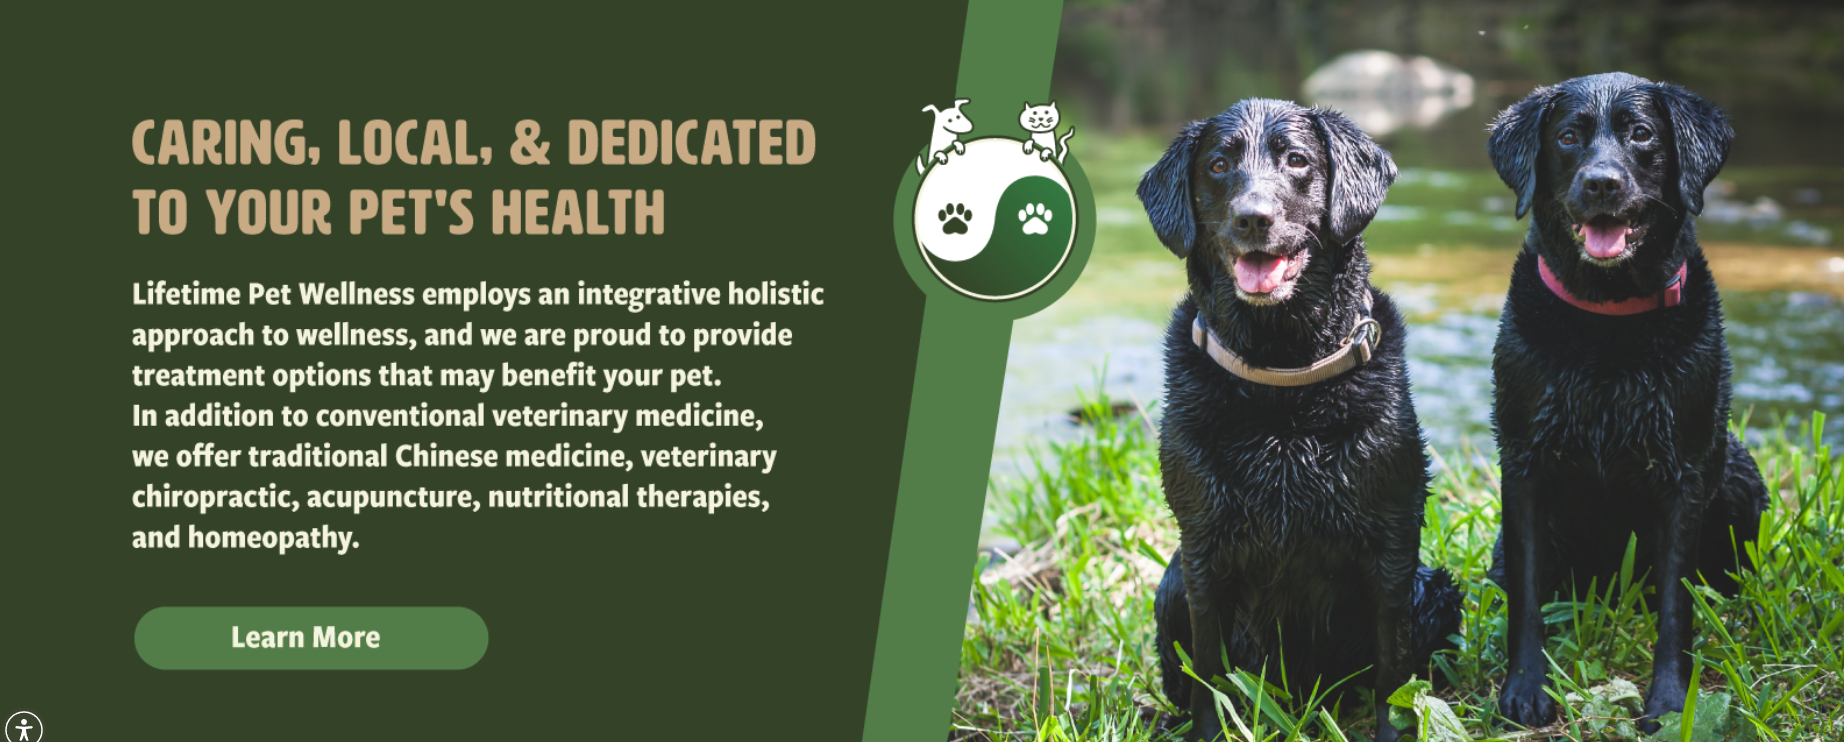 CARING, LOCAL, & DEDICATED
TO YOUR PET'S HEALTH
Lifetime Pet Wellness employs an integrative holistic
approach to wellness, and we are proud to provide
treatment options that may benefit your pet.
In addition to conventional veterinary medicine,
we offer traditional Chinese medicine, veterinary
chiropractic, acupuncture, nutritional therapies,
and homeopathy.
Learn More